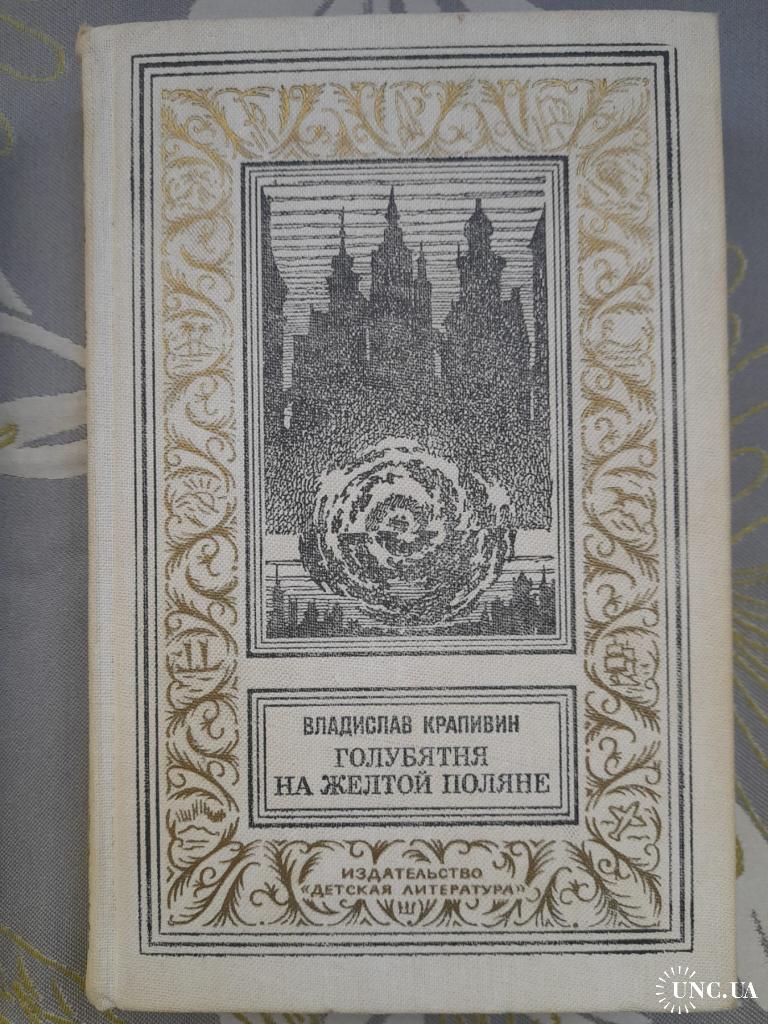 ВЛАДИСЛАВ КРАПИВИН
ГОЛУБЯТНЯ
НА ЖЕЛТОЙ ПОЛЯНЕ
ИЗДАТЕЛЬСТВО
«ДЕТСКАЯ ЛИТЕРАТУРА»
UNC.UA